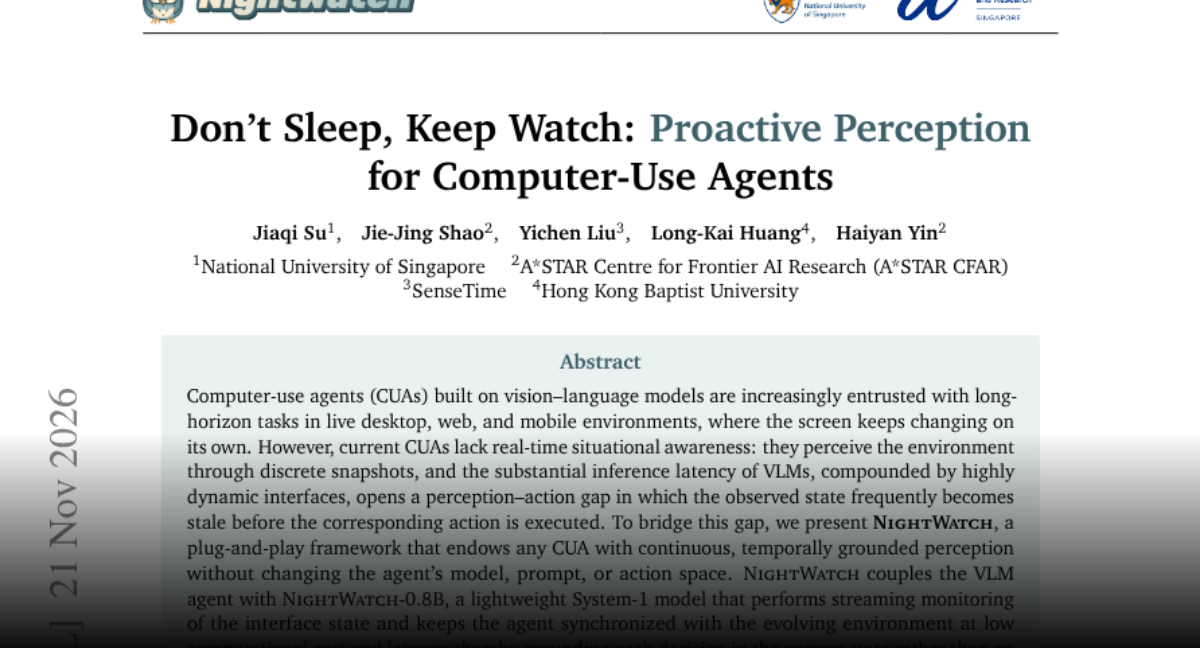 NightWatch
National University
of Singapore
SINGAPORE
Don’t Sleep, Keep Watch: Proactive Perception
for Computer-Use Agents
Jiaqi Su1, Jie-Jing Shao2, Yichen Liu3, Long-Kai Huang4, Haiyan Yin2
1National University of Singapore 2A*STAR Centre for Frontier AI Research (A*STAR CFAR)
3SenseTime 4Hong Kong Baptist University
Abstract
Computer-use agents (CUAs) built on vision–language models are increasingly entrusted with long-
horizon tasks in live desktop, web, and mobile environments, where the screen keeps changing on
its own. However, current CUAs lack real-time situational awareness: they perceive the environment
through discrete snapshots, and the substantial inference latency of VLMs, compounded by highly
dynamic interfaces, opens a perception–action gap in which the observed state frequently becomes
stale before the corresponding action is executed. To bridge this gap, we present NIGHTWATCH, a
plug-and-play framework that endows any CUA with continuous, temporally grounded perception
without changing the agent’s model, prompt, or action space. NIGHTWATCH couples the VLM
agent with NIGHTWATCH-0.8B, a lightweight System-1 model that performs streaming monitoring
of the interface state and keeps the agent synchronized with the evolving environment at low
21 Nov 2026